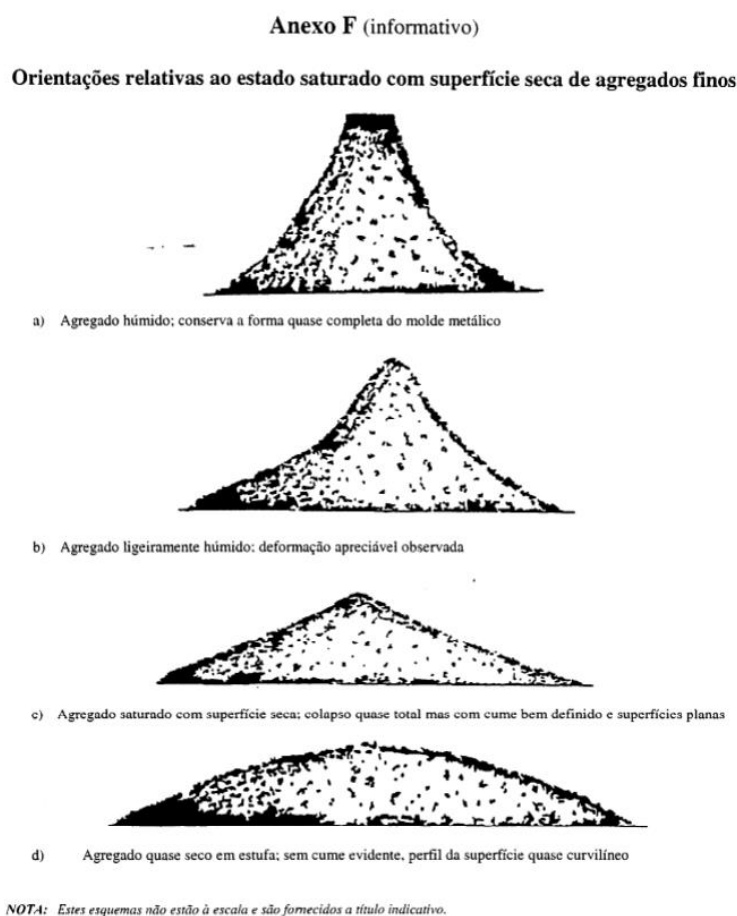 Anexo F (informativo)
Orientações relativas ao estado saturado com superfície seca de agregados finos
a) Agregado húmido; conserva a forma quase completa do molde metálico
b) Agregado ligeiramente húmido; deformação apreciável observada
c) Agregado saturado com superfície seca; colapso quase total mas com cume bem definido e superfícies planas
d) Agregado quase seco em estufa; sem cume evidente, perfil da superfície quase curvilíneo
NOTA: Estes esquemas não estão à escala e são fornecidos a título indicativo.